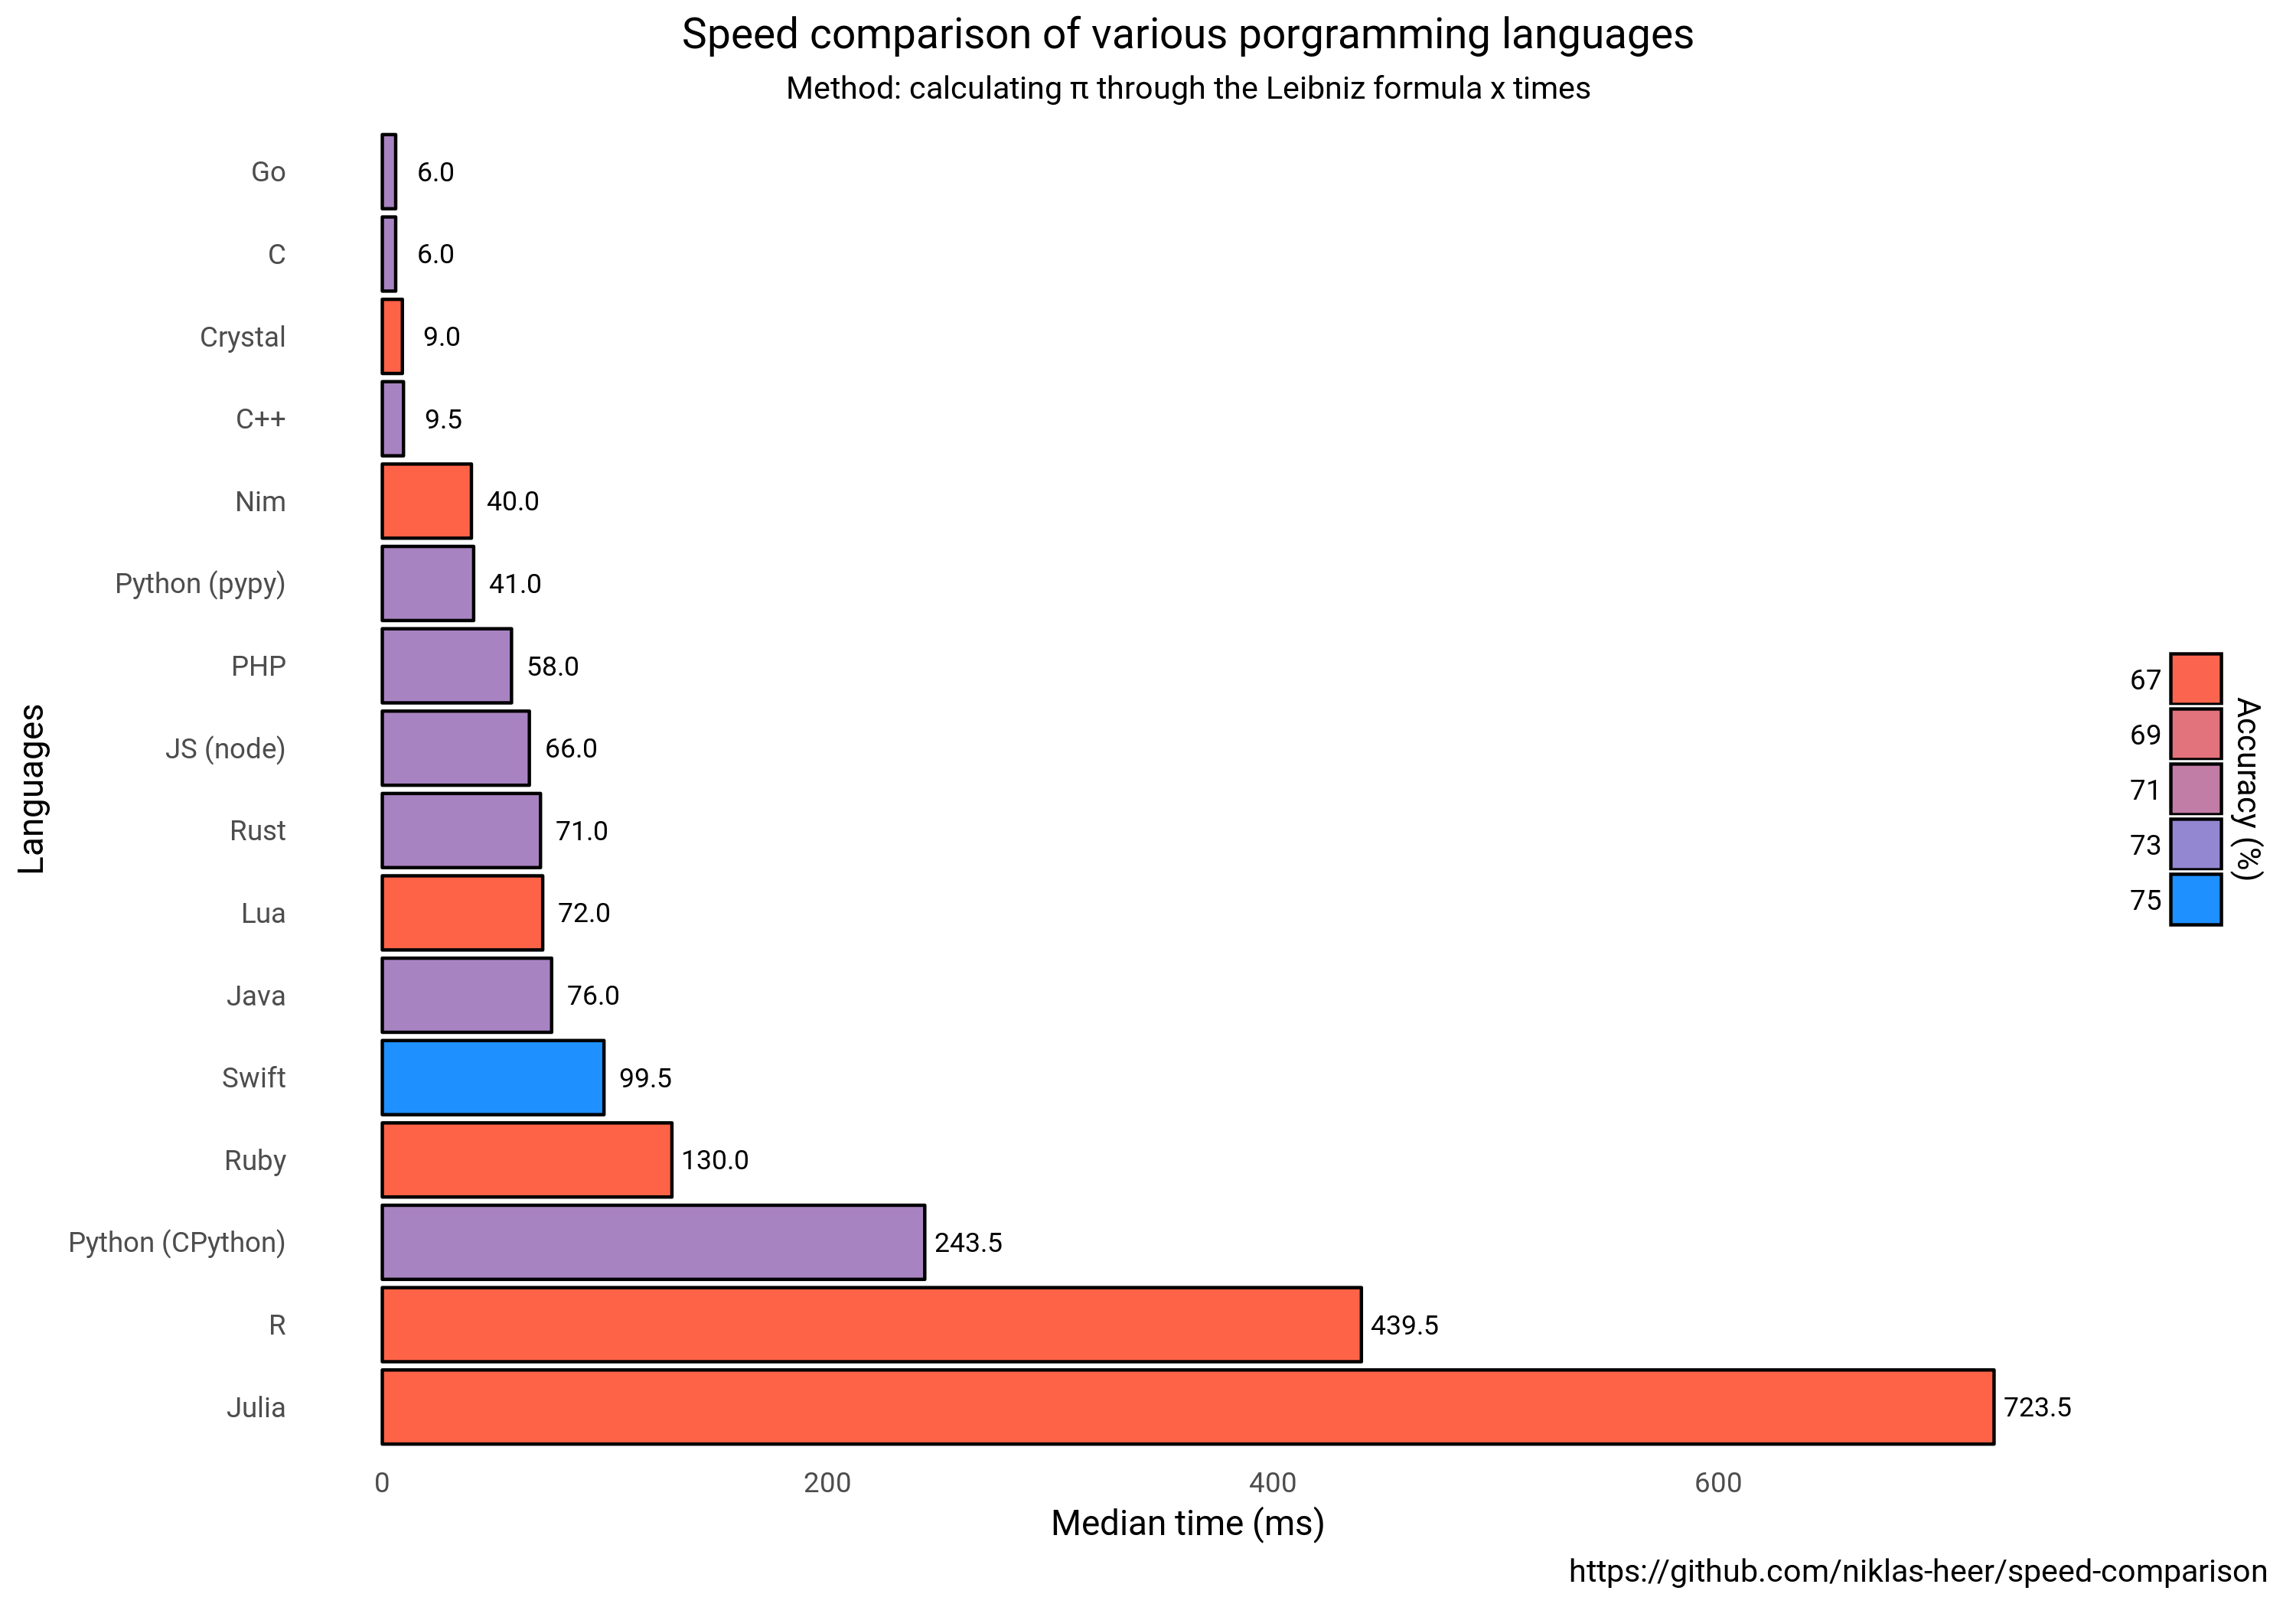 Speed comparison of various porgramming languages
Method: calculating π through the Leibniz formula x times
Languages
Go 6.0
C 6.0
Crystal 9.0
C++ 9.5
Nim 40.0
Python (pypy) 41.0
PHP 58.0
JS (node) 66.0
Rust 71.0
Lua 72.0
Java 76.0
Swift 99.5
Ruby 130.0
Python (CPython) 243.5
R 439.5
Julia 723.5
0 200 400 600
Median time (ms)
67
69
71
73
75
Accuracy (%)
https://github.com/niklas-heer/speed-comparison